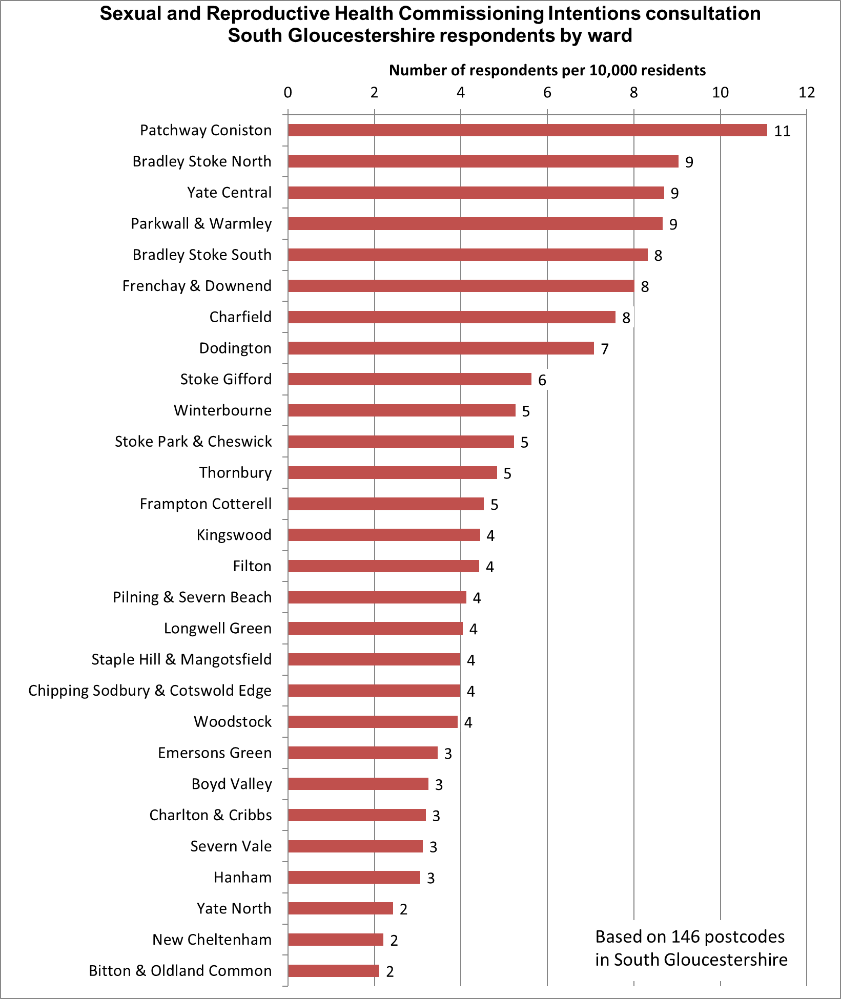 Sexual and Reproductive Health Commissioning Intentions consultation
South Gloucestershire respondents by ward
Number of respondents per 10,000 residents
0 2 4 6 8 10 12
Patchway Coniston 11
Bradley Stoke North 9
Yate Central 9
Parkwall & Warmley 9
Bradley Stoke South 8
Frenchay & Downend 8
Charfield 8
Dodington 7
Stoke Gifford 6
Winterbourne 5
Stoke Park & Cheswick 5
Thornbury 5
Frampton Cotterell 5
Kingswood 4
Filton 4
Pilning & Severn Beach 4
Longwell Green 4
Staple Hill & Mangotsfield 4
Chipping Sodbury & Cotswold Edge 4
Woodstock 4
Emersons Green 3
Boyd Valley 3
Charlton & Cribbs 3
Severn Vale 3
Hanham 3
Yate North 2
New Cheltenham 2
Bitton & Oldland Common 2
Based on 146 postcodes
in South Gloucestershire